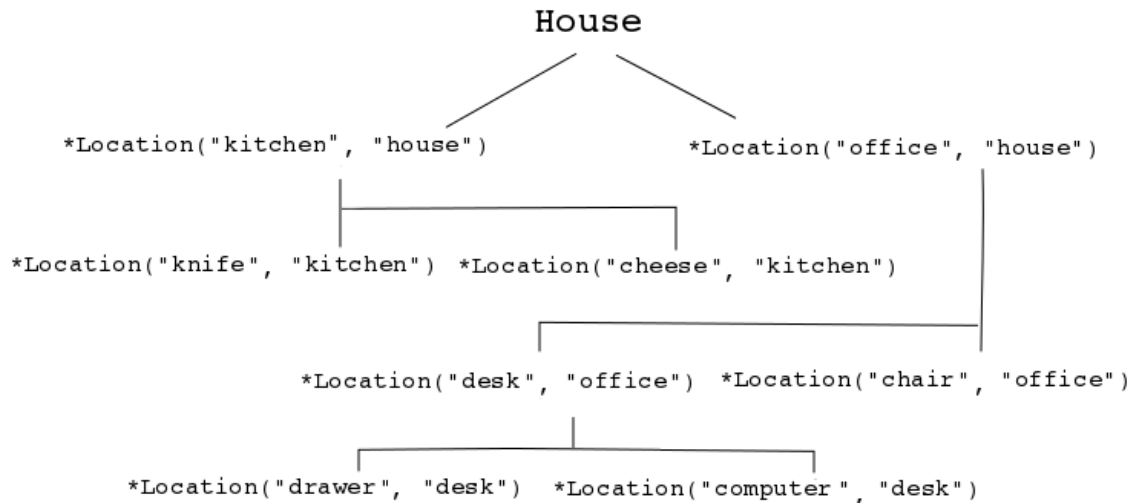 House
*Location("kitchen", "house") *Location("office", "house")
*Location("knife", "kitchen") *Location("cheese", "kitchen")
*Location("desk", "office") *Location("chair", "office")
*Location("drawer", "desk") *Location("computer", "desk")